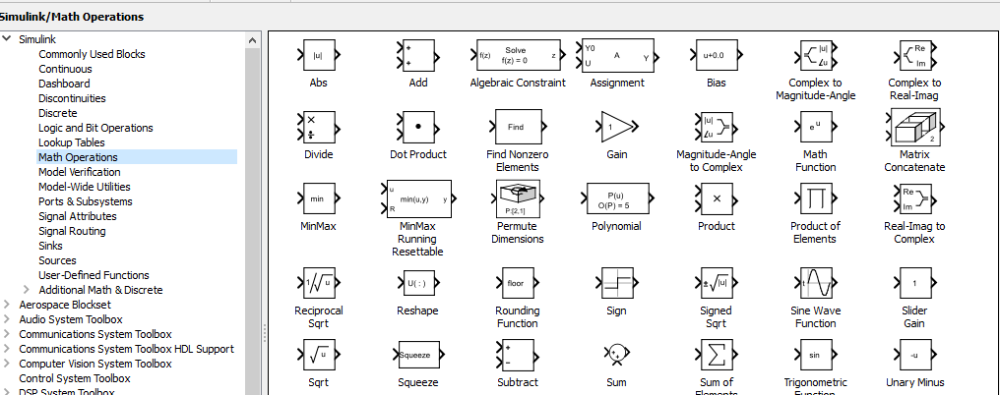 Simulink/Math Operations
Simulink
Commonly Used Blocks
Continuous
Dashboard
Discontinuities
Discrete
Logic and Bit Operations
Lookup Tables
Math Operations
Model Verification
Model-Wide Utilities
Ports & Subsystems
Signal Attributes
Signal Routing
Sinks
Sources
User-Defined Functions
Additional Math & Discrete
Aerospace Blockset
Audio System Toolbox
Communications System Toolbox
Communications System Toolbox HDL Support
Computer Vision System Toolbox
Control System Toolbox
DSP System Toolbox
|u|
Abs
+
+
Add
f(z) Solve f(z) = 0 z
Algebraic Constraint
Y0
U A Y
Assignment
u+0.0
Bias
|u|
∠u
Complex to
Magnitude-Angle
Re
Im
Complex to
Real-Imag
×
÷
Divide
•
Dot Product
Find
Find Nonzero
Elements
1
Gain
|u|
∠u
Magnitude-Angle
to Complex
e^u
Math
Function
2
Matrix
Concatenate
min
MinMax
u
R min(u,y) y
MinMax
Running
Resettable
P:[2,1]
Permute
Dimensions
P(u)
O(P) = 5
Polynomial
×
Product
∏
Product of
Elements
Re
Im
Real-Imag to
Complex
1/√u
Reciprocal
Sqrt
U( : )
Reshape
floor
Rounding
Function
Sign
±√|u|
Signed
Sqrt
t
Sine Wave
Function
1
Slider
Gain
√u
Sqrt
Squeeze
Squeeze
+
−
Subtract
+
+
Sum
∑
Sum of
Elements
sin
Trigonometric
Function
-u
Unary Minus